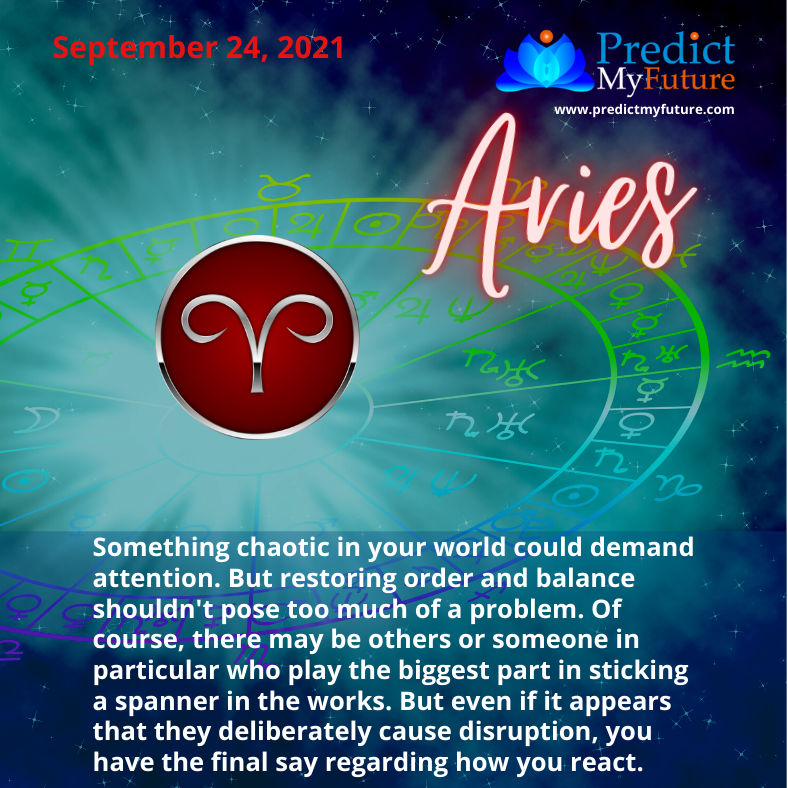 September 24, 2021
Predict
MyFuture
www.predictmyfuture.com
Aries
Something chaotic in your world could demand
attention. But restoring order and balance
shouldn't pose too much of a problem. Of
course, there may be others or someone in
particular who play the biggest part in sticking
a spanner in the works. But even if it appears
that they deliberately cause disruption, you
have the final say regarding how you react.